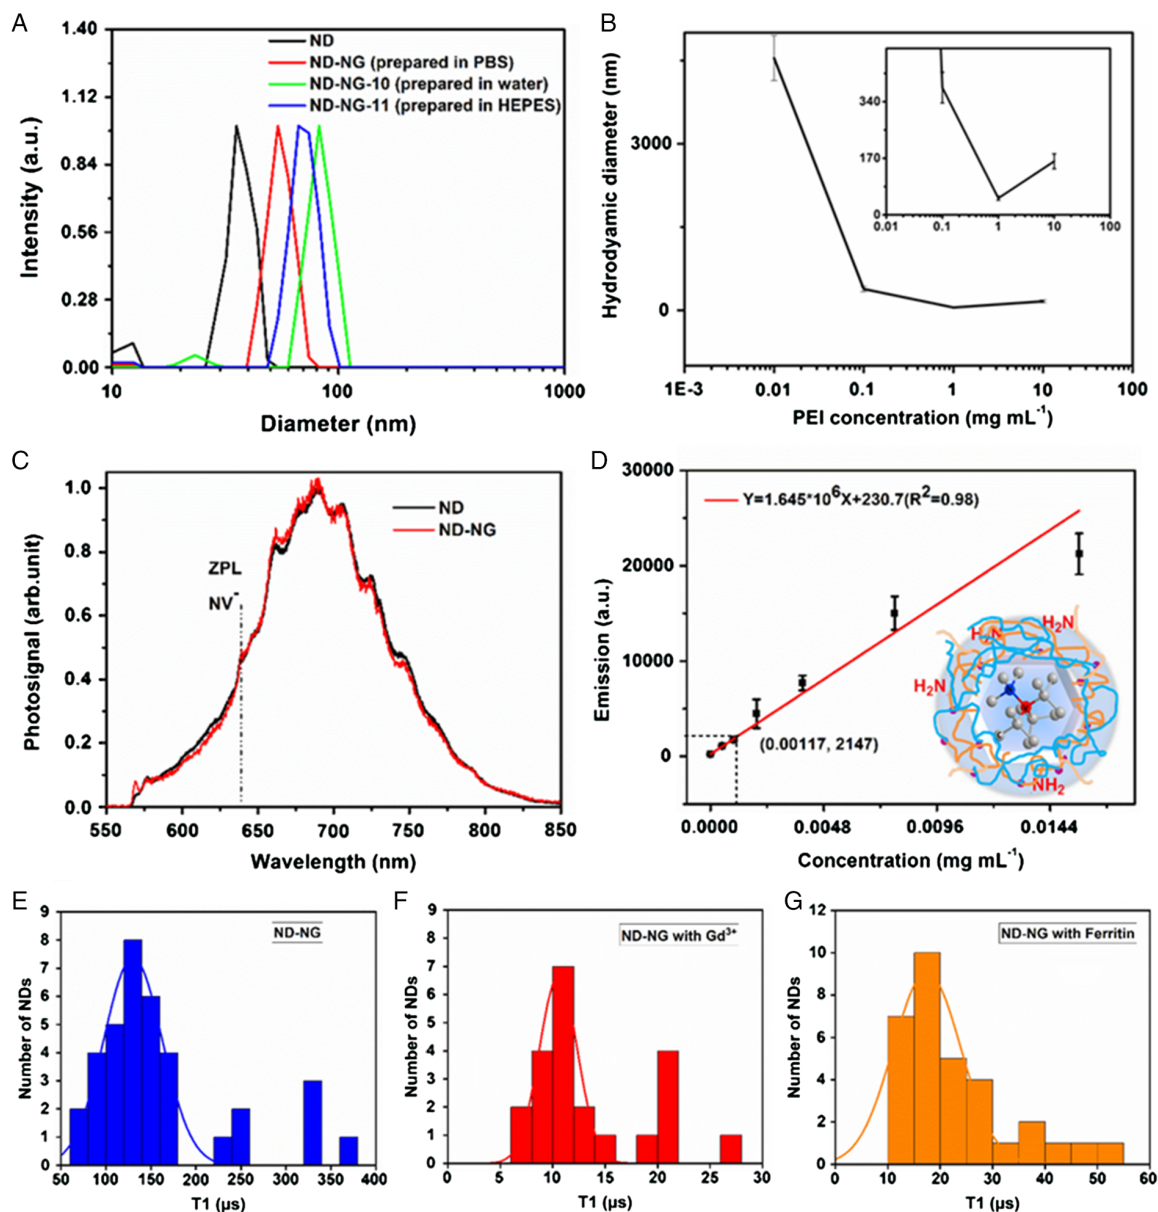 A
1.40
1.12
0.84
0.56
0.28
0.00
Intensity (a.u.)
ND
ND-NG (prepared in PBS)
ND-NG-10 (prepared in water)
ND-NG-11 (prepared in HEPES)
10 100 1000
Diameter (nm)
B
3000
0
Hydrodyamic diameter (nm)
340
170
0
0.01 0.1 1 10 100
1E-3 0.01 0.1 1 10 100
PEI concentration (mg mL⁻¹)
C
1.0
0.8
0.6
0.4
0.2
0.0
Photosignal (arb.unit)
ND
ND-NG
ZPL
NV⁻
550 600 650 700 750 800 850
Wavelength (nm)
D
30000
20000
10000
0
Emission (a.u.)
Y=1.645*10⁶X+230.7(R²=0.98)
(0.00117, 2147)
H₂N
H₂N
H₂N
NH₂
0.0000 0.0048 0.0096 0.0144
Concentration (mg mL⁻¹)
E
9
8
7
6
5
4
3
2
1
0
Number of NDs
ND-NG
50 100 150 200 250 300 350 400
T1 (µs)
F
9
8
7
6
5
4
3
2
1
0
Number of NDs
ND-NG with Gd³⁺
0 5 10 15 20 25 30
T1 (µs)
G
12
10
8
6
4
2
0
Number of NDs
ND-NG with Ferritin
0 10 20 30 40 50 60
T1 (µs)